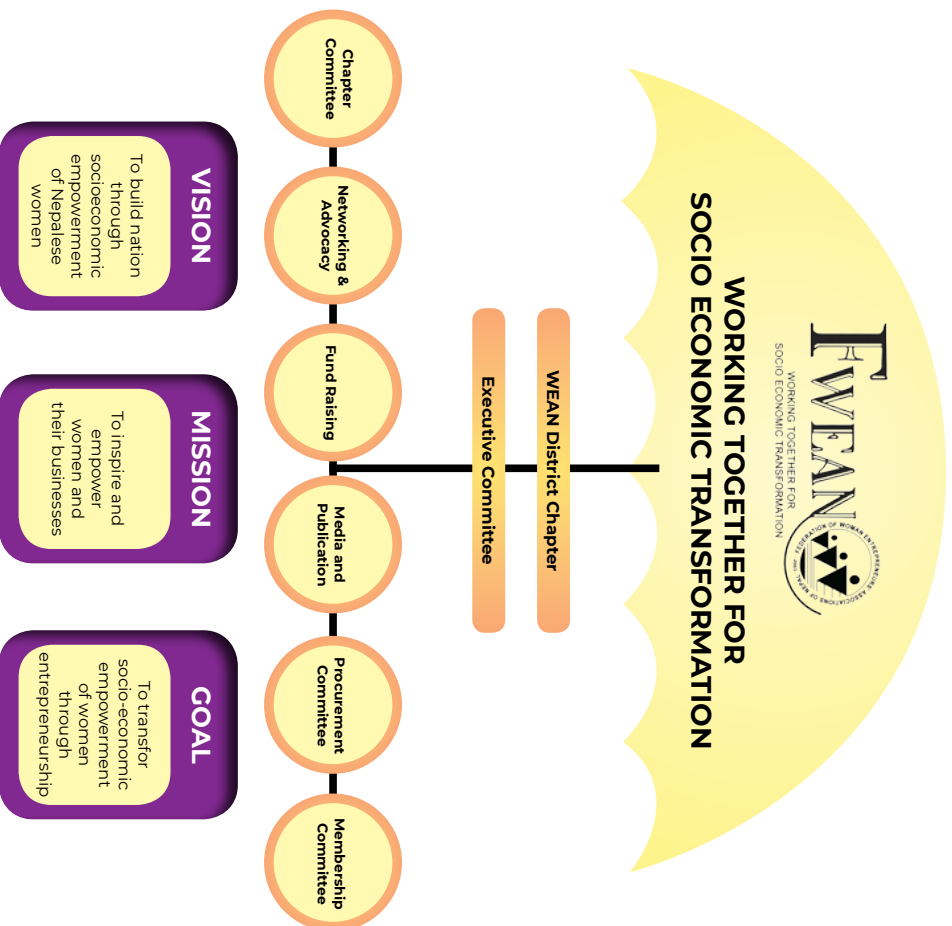 FWEAN
WORKING TOGETHER FOR
SOCIO ECONOMIC TRANSFORMATION
FEDERATION OF WOMAN ENTREPRENEURS' ASSOCIATIONS OF NEPAL
WORKING TOGETHER FOR
SOCIO ECONOMIC TRANSFORMATION
WEAN District Chapter
Executive Committee
Chapter
Committee
Networking &
Advocacy
Fund Raising
Media and
Publication
Procurement
Committee
Membership
Committee
VISION
To build nation
through
socioeconomic
empowerment
of Nepalese
women
MISSION
To inspire and
empower
women and
their businesses
GOAL
To transfor
socio-economic
empowerment
of women
through
entrepreneurship